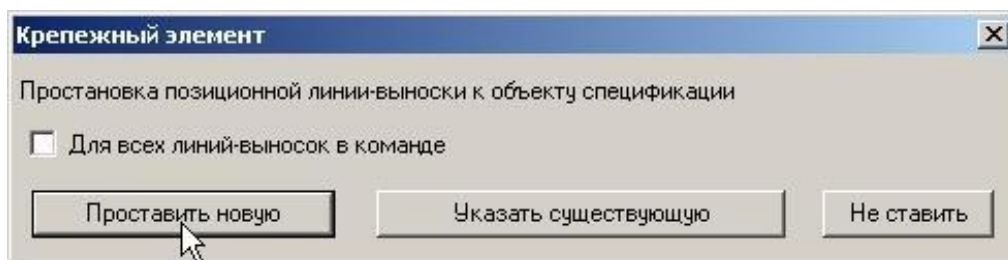 Крепежный элемент
Простановка позиционной линии-выноски к объекту спецификации
Для всех линий-выносок в команде
Проставить новую Указать существующую Не ставить